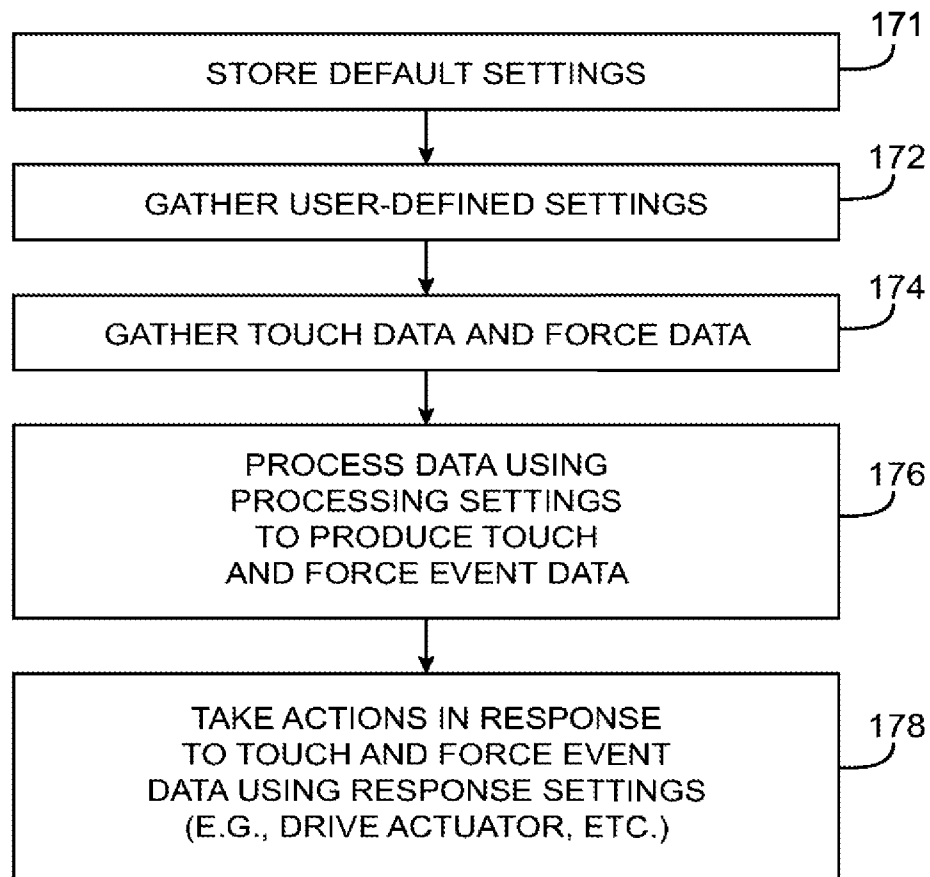 171
STORE DEFAULT SETTINGS
172
GATHER USER-DEFINED SETTINGS
174
GATHER TOUCH DATA AND FORCE DATA
PROCESS DATA USING
PROCESSING SETTINGS
TO PRODUCE TOUCH
AND FORCE EVENT DATA
176
TAKE ACTIONS IN RESPONSE
TO TOUCH AND FORCE EVENT
DATA USING RESPONSE SETTINGS
(E.G., DRIVE ACTUATOR, ETC.)
178